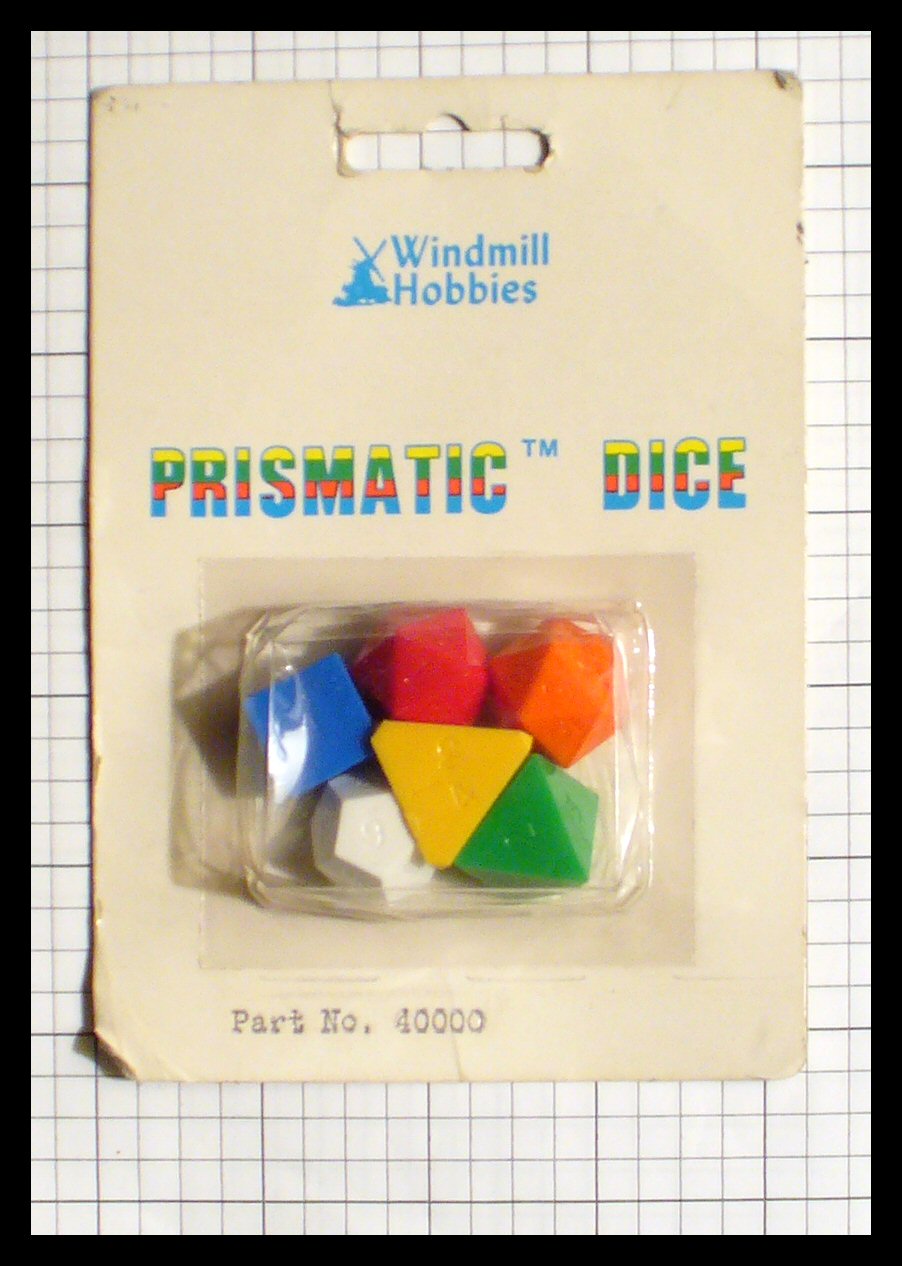 Windmill
Hobbies
PRISMATIC™ DICE
Part No. 40000